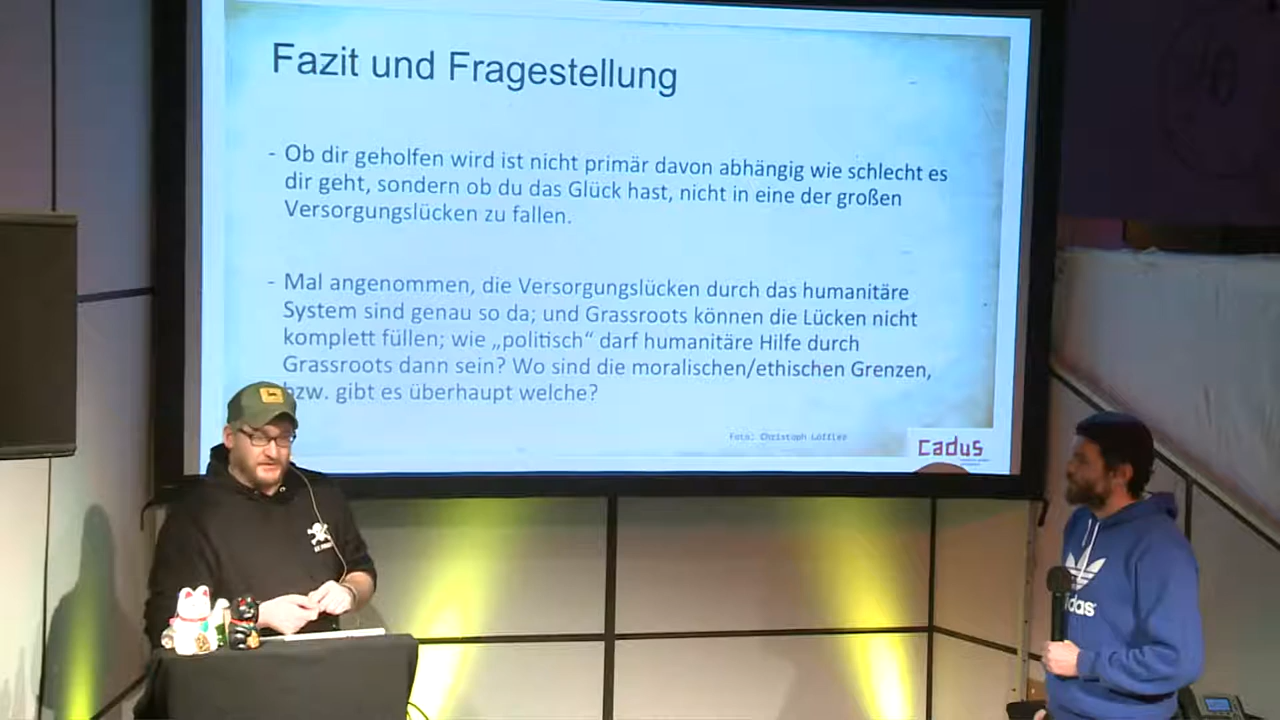 Fazit und Fragestellung
- Ob dir geholfen wird ist nicht primär davon abhängig wie schlecht es
dir geht, sondern ob du das Glück hast, nicht in eine der großen
Versorgungslücken zu fallen.
- Mal angenommen, die Versorgungslücken durch das humanitäre
System sind genau so da; und Grassroots können die Lücken nicht
komplett füllen; wie „politisch“ darf humanitäre Hilfe durch
Grassroots dann sein? Wo sind die moralischen/ethischen Grenzen,
bzw. gibt es überhaupt welche?
Foto: Christoph Löffler
cadus
adidas